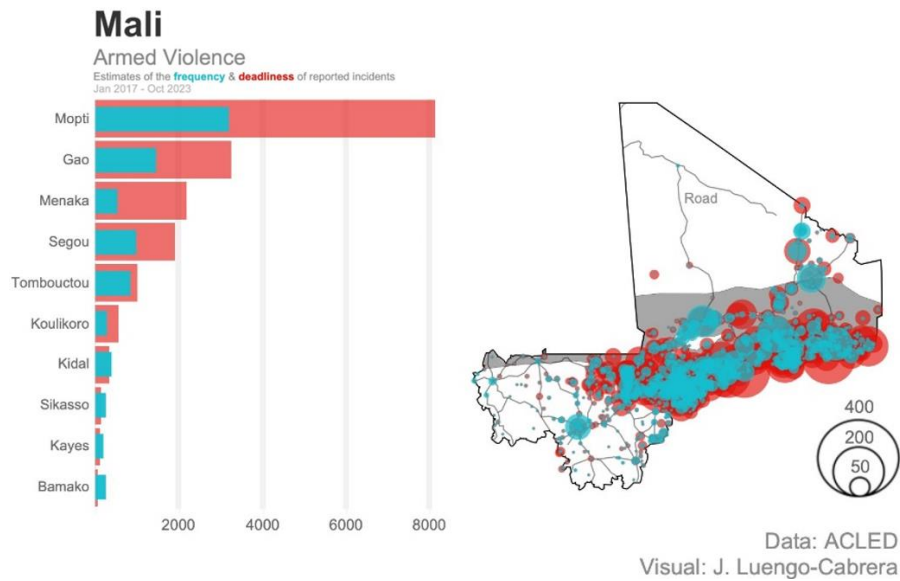 Mali
Armed Violence
Estimates of the frequency & deadliness of reported incidents
Jan 2017 - Oct 2023
Mopti
Gao
Menaka
Segou
Tombouctou
Koulikoro
Kidal
Sikasso
Kayes
Bamako
2000 4000 6000 8000
Road
400
200
50
Data: ACLED
Visual: J. Luengo-Cabrera